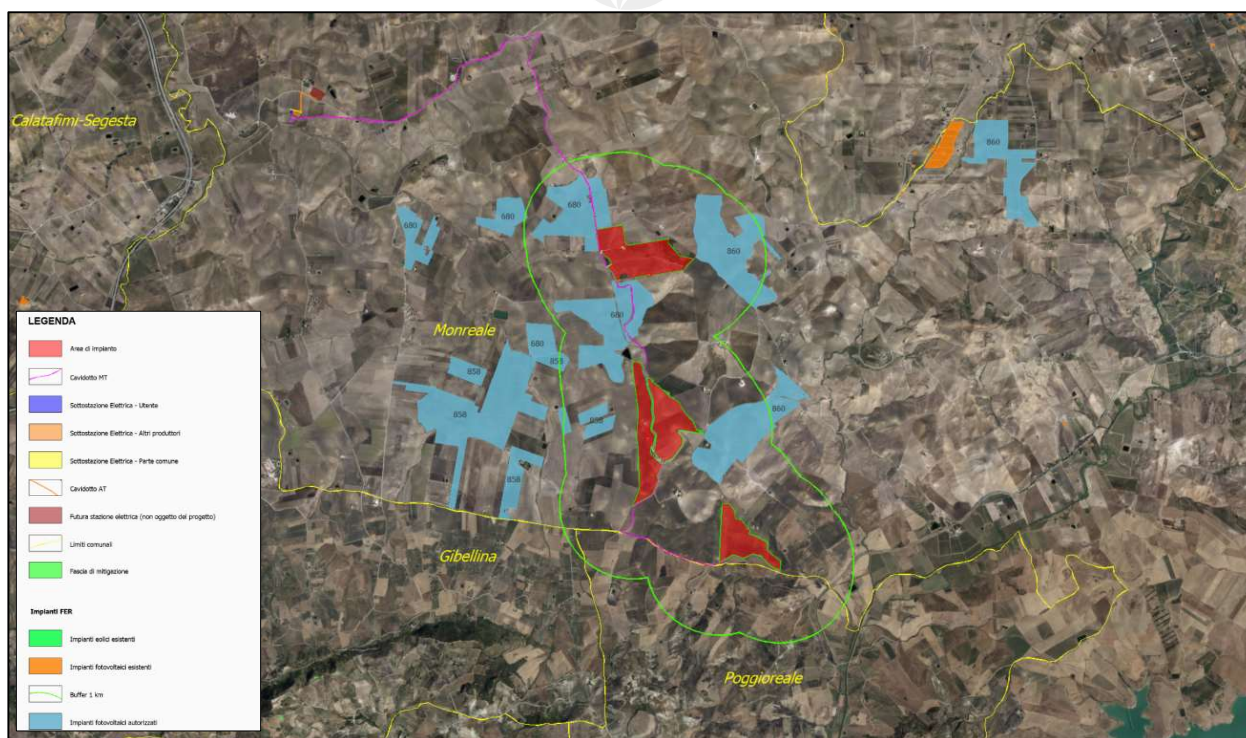 Calatafimi-Segesta
860
680
680
680
860
680
Monreale
680
858
858
858
858
860
858
Gibellina
Poggioreale
LEGENDA
Area di impianto
Cavidotto MT
Sottostazione Elettrica - Utente
Sottostazione Elettrica - Altri produttori
Sottostazione Elettrica - Parte comune
Cavidotto AT
Futura stazione elettrica (non oggetto del progetto)
Limiti comunali
Fascia di mitigazione
Impianti FER
Impianti eolici esistenti
Impianti fotovoltaici esistenti
Buffer 1 km
Impianti fotovoltaici autorizzati